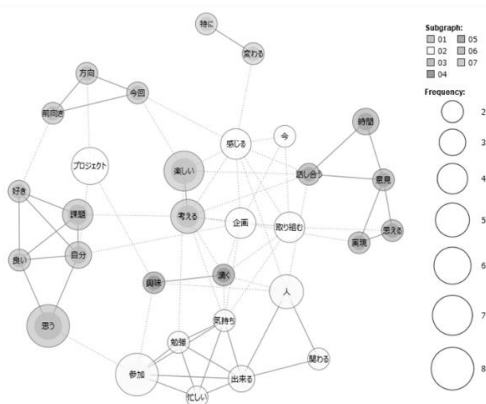 特に
変わる
方向
今回
前向き
プロジェクト
楽しい
感じる
今
時間
話し合う
意見
好き
課題
考える
企画
取り組む
思える
実現
良い
自分
興味
湧く
人
思う
気持ち
勉強
関わる
参加
出来る
忙しい
Subgraph:
01 05
02 06
03 07
04
Frequency:
2
3
4
5
6
7
8